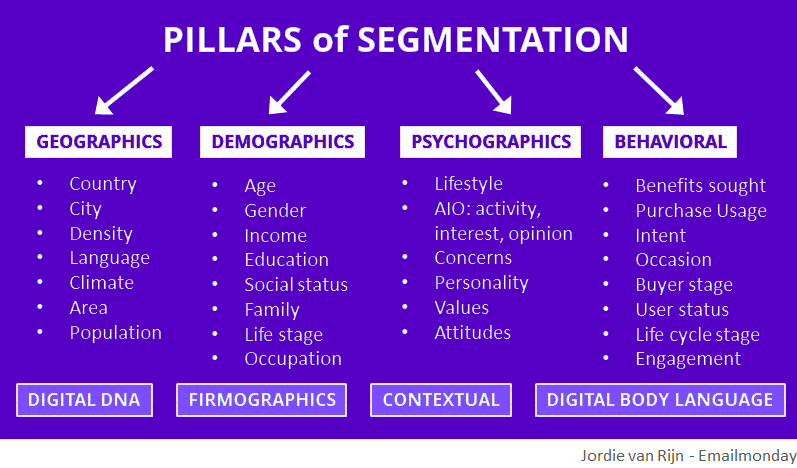 PILLARS of SEGMENTATION
GEOGRAPHICS
• Country
• City
• Density
• Language
• Climate
• Area
• Population
DEMOGRAPHICS
• Age
• Gender
• Income
• Education
• Social status
• Family
• Life stage
• Occupation
PSYCHOGRAPHICS
• Lifestyle
• AIO: activity,
interest, opinion
• Concerns
• Personality
• Values
• Attitudes
BEHAVIORAL
• Benefits sought
• Purchase Usage
• Intent
• Occasion
• Buyer stage
• User status
• Life cycle stage
• Engagement
DIGITAL DNA
FIRMOGRAPHICS
CONTEXTUAL
DIGITAL BODY LANGUAGE
Jordie van Rijn - Emailmonday